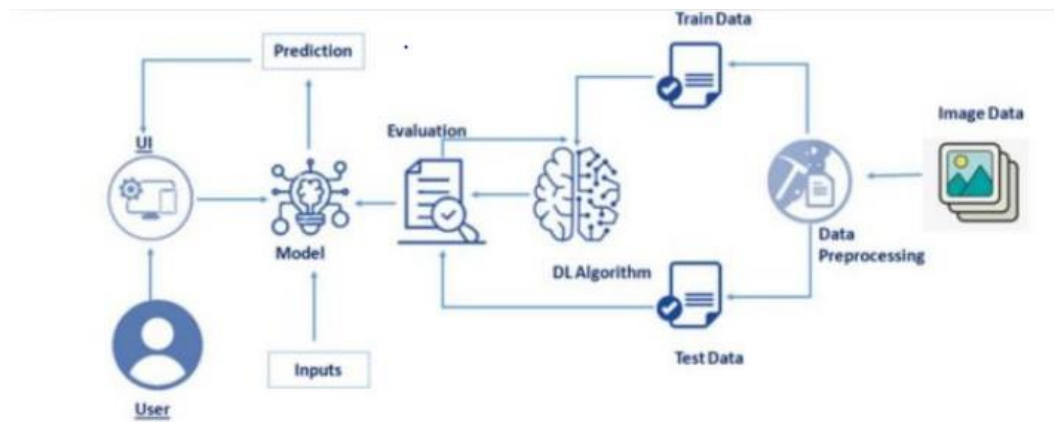 Train Data
Prediction
Image Data
Evaluation
UI
Model
Data
Preprocessing
DL Algorithm
Test Data
Inputs
User